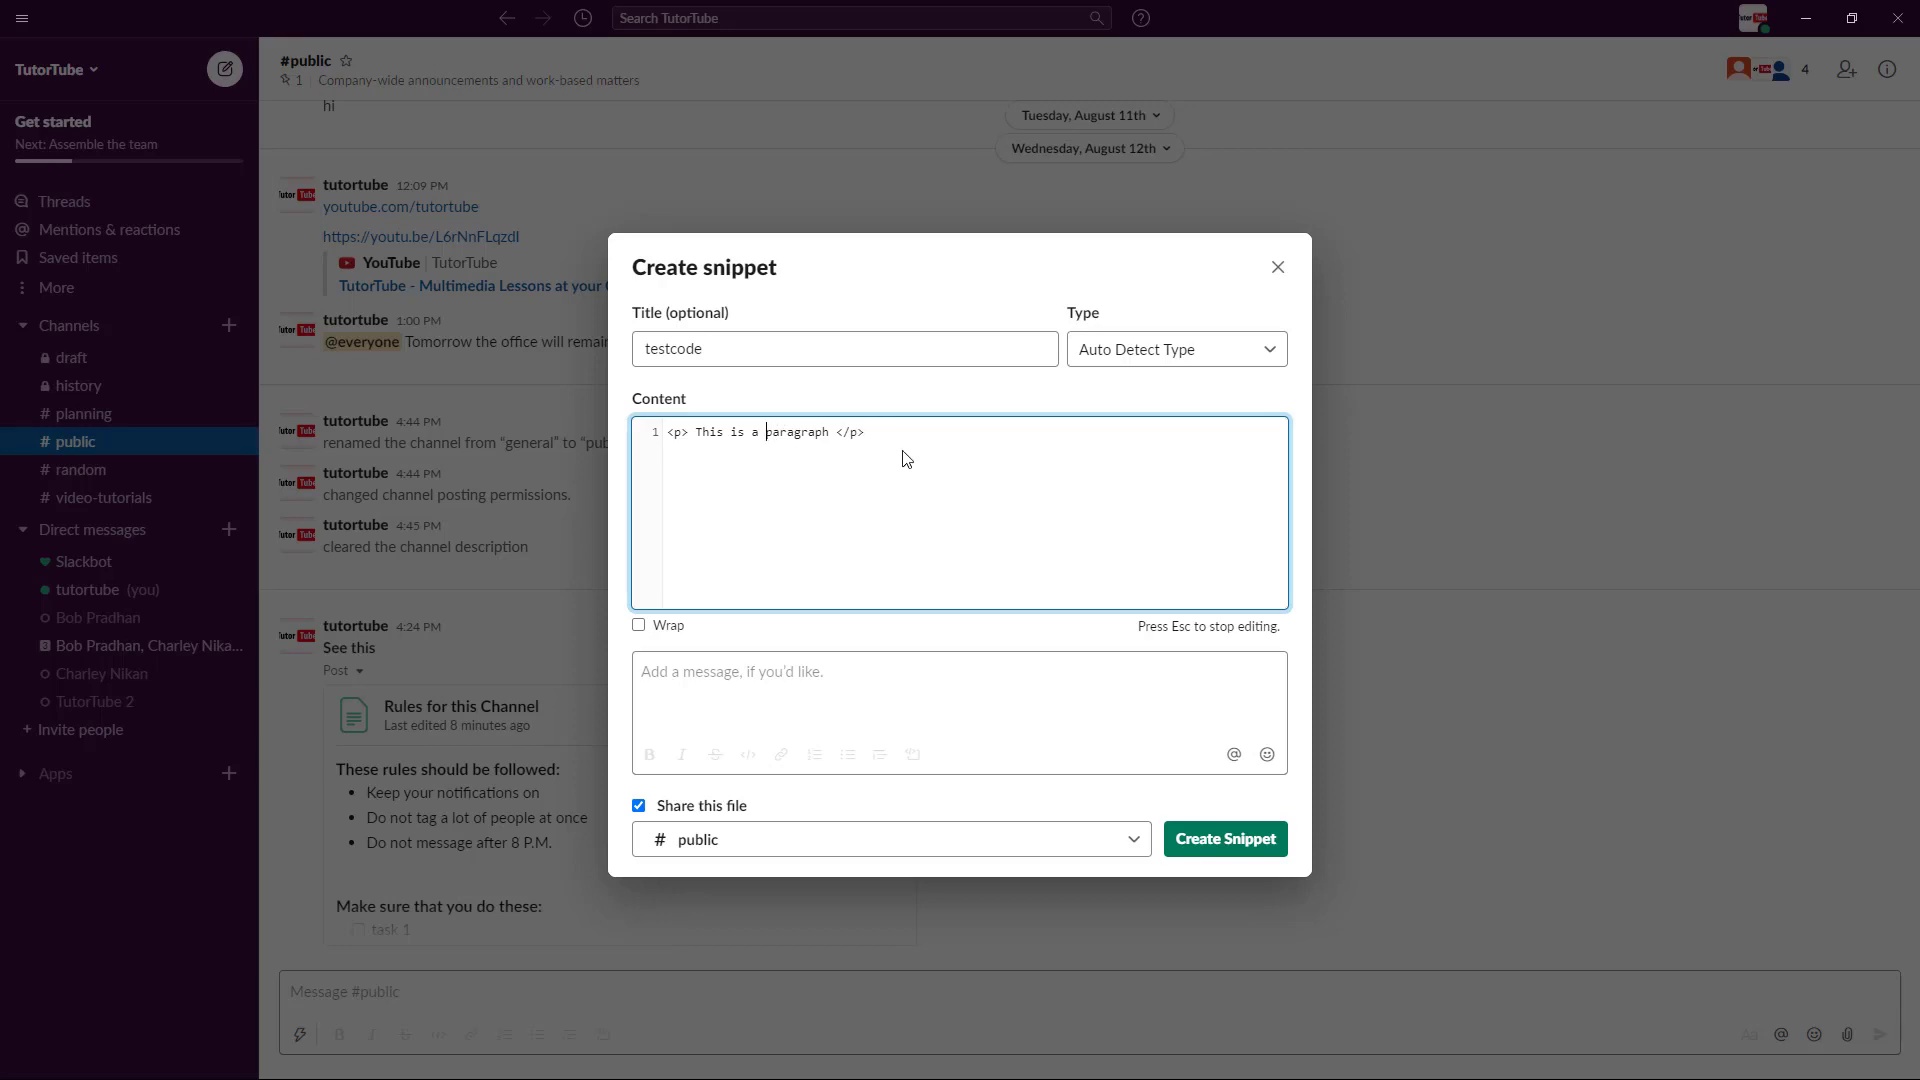 Search TutorTube
TutorTube
Get started
Next: Assemble the team
Threads
Mentions & reactions
Saved items
More
Channels
draft
history
# planning
# public
# random
# video-tutorials
Direct messages
Slackbot
tutortube (you)
Bob Pradhan
Bob Pradhan, Charley Nika...
Charley Nikan
TutorTube 2
+ Invite people
Apps
#public
1 | Company-wide announcements and work-based matters
4
hi
Tuesday, August 11th
Wednesday, August 12th
tutortube 12:09 PM
youtube.com/tutortube
https://youtu.be/L6rNnFLqzdI
YouTube | TutorTube
TutorTube - Multimedia Lessons at your
tutortube 1:00 PM
@everyone Tomorrow the office will remai
tutortube 4:44 PM
renamed the channel from “general” to “pub
tutortube 4:44 PM
changed channel posting permissions.
tutortube 4:45 PM
cleared the channel description
tutortube 4:24 PM
See this
Post
Rules for this Channel
Last edited 8 minutes ago
These rules should be followed:
• Keep your notifications on
• Do not tag a lot of people at once
• Do not message after 8 P.M.
Make sure that you do these:
task 1
Message #public
Aa
Create snippet
Title (optional)
Type
testcode
Auto Detect Type
Content
1 <p> This is a paragraph </p>
Wrap
Press Esc to stop editing.
Add a message, if you’d like.
Share this file
# public
Create Snippet